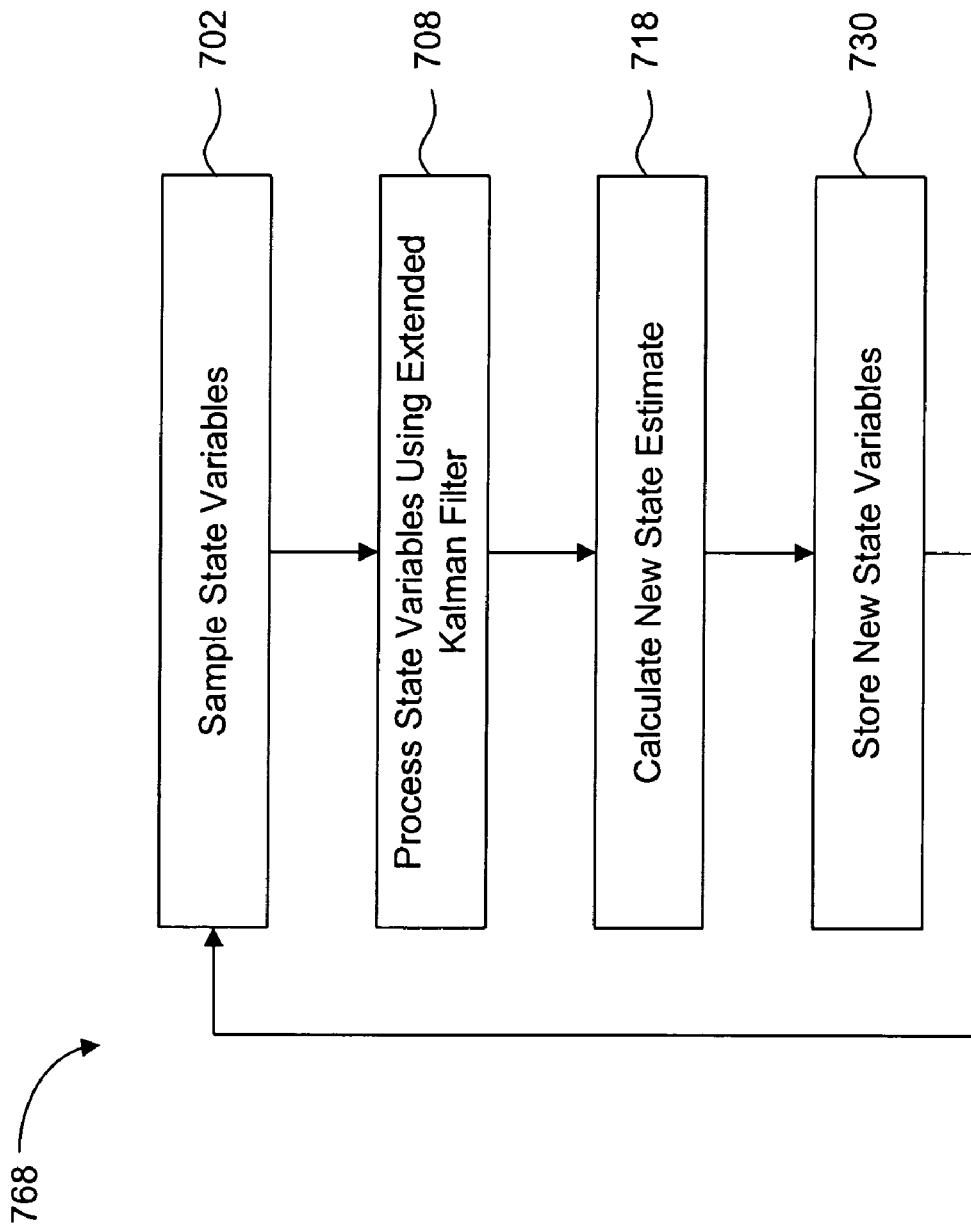 768
Sample State Variables
702
Process State Variables Using Extended
Kalman Filter
708
Calculate New State Estimate
718
Store New State Variables
730